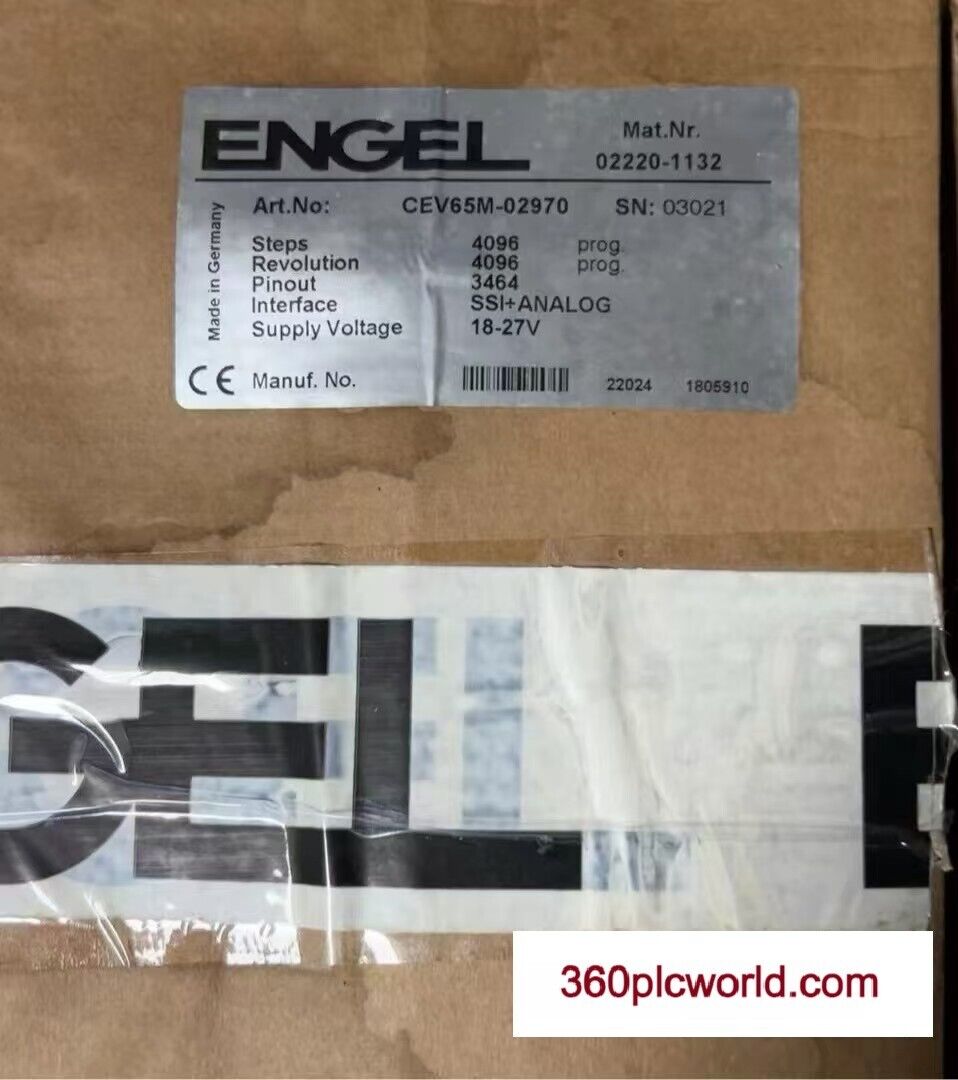 ENGEL
Mat.Nr.
02220-1132
Made in Germany
Art.No: CEV65M-02970 SN: 03021
Steps 4096 prog.
Revolution 4096 prog.
Pinout 3464
Interface SSI+ANALOG
Supply Voltage 18-27V
CE Manuf. No. 22024 1805910
GEL E
360plcworld.com